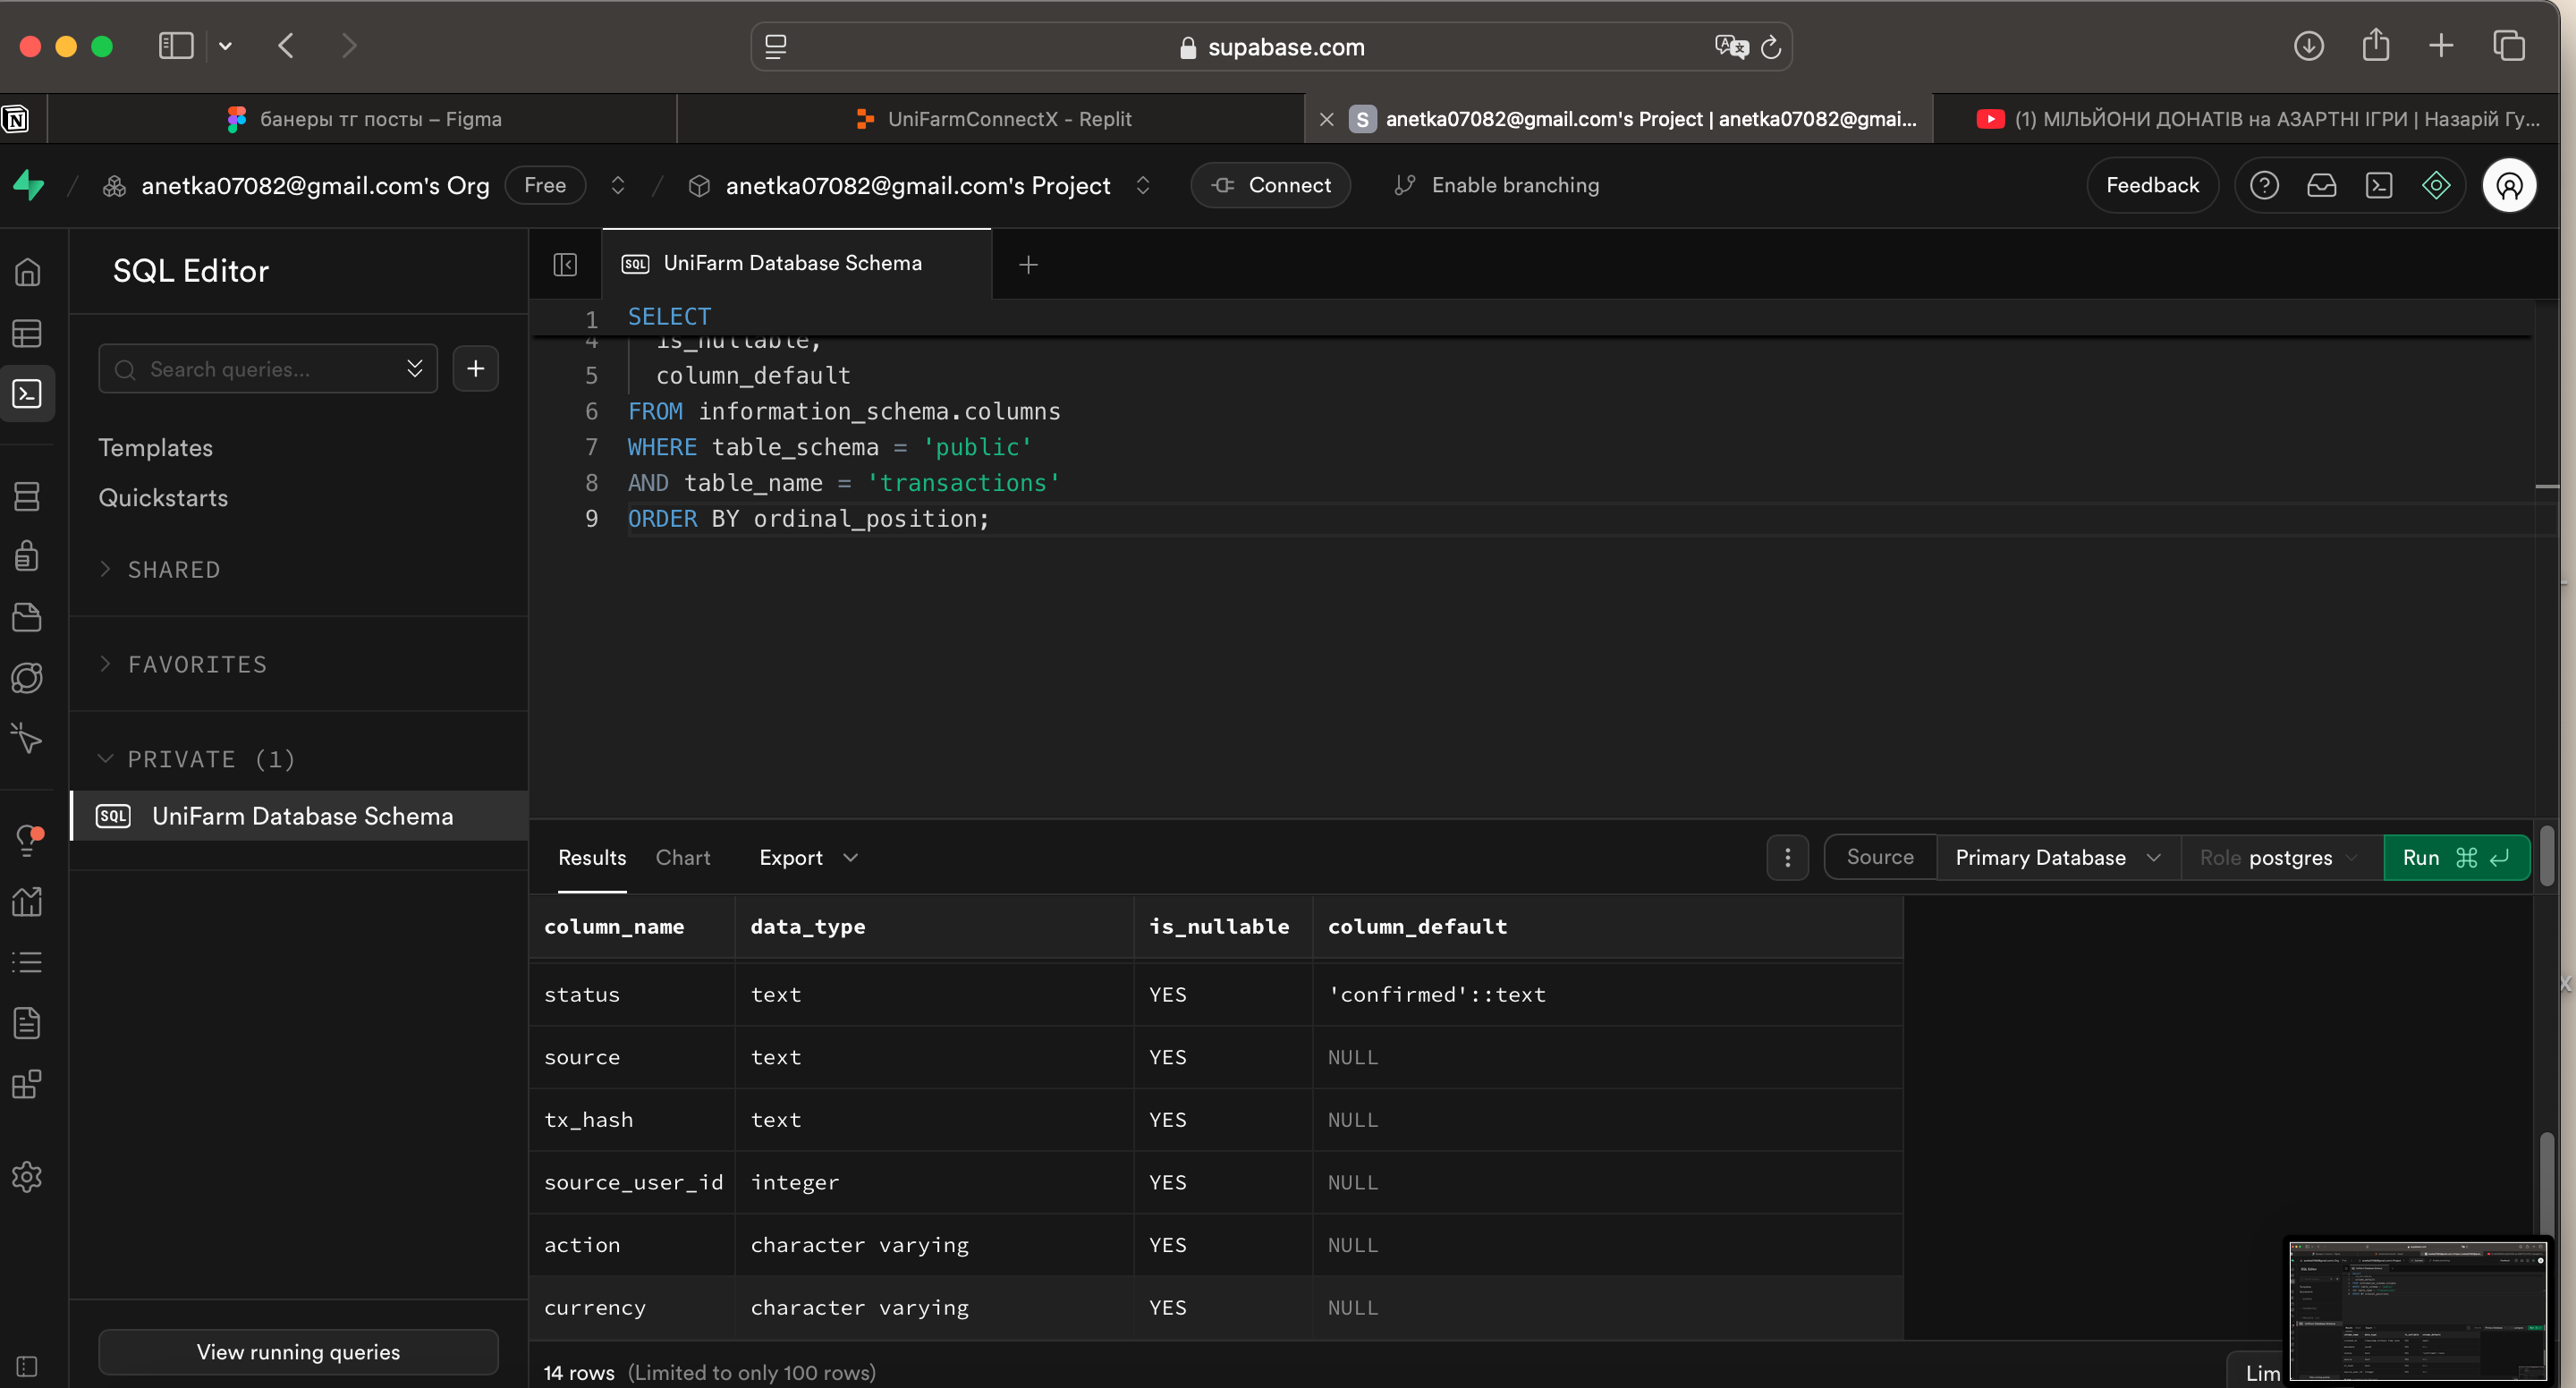 supabase.com
банеры тг посты – Figma
UniFarmConnectX - Replit
S anetka07082@gmail.com's Project | anetka07082@gmai...
(1) МІЛЬЙОНИ ДОНАТІВ на АЗАРТНІ ІГРИ | Назарій Гу...
anetka07082@gmail.com's Org Free
anetka07082@gmail.com's Project
Connect
Enable branching
Feedback
SQL Editor
SQL UniFarm Database Schema
Search queries...
Templates
Quickstarts
SHARED
FAVORITES
PRIVATE (1)
SQL UniFarm Database Schema
View running queries
1 SELECT
4 is_nullable,
5 column_default
6 FROM information_schema.columns
7 WHERE table_schema = 'public'
8 AND table_name = 'transactions'
9 ORDER BY ordinal_position;
Results Chart Export
Source Primary Database Role postgres Run
column_name data_type is_nullable column_default
status text YES 'confirmed'::text
source text YES NULL
tx_hash text YES NULL
source_user_id integer YES NULL
action character varying YES NULL
currency character varying YES NULL
14 rows (Limited to only 100 rows)
Lim